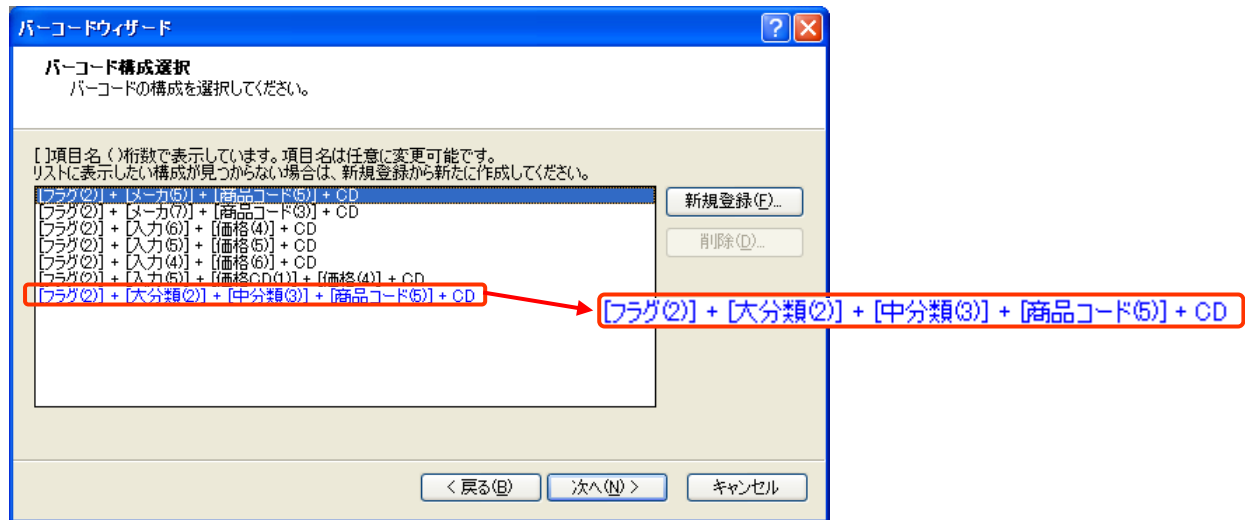 バーコードウィザード
バーコード構成選択
バーコードの構成を選択してください。
[ ]項目名 ( )桁数で表示しています。項目名は任意に変更可能です。
リストに表示したい構成が見つからない場合は、新規登録から新たに作成してください。
[フラグ(2)] + [メーカ(5)] + [商品コード(5)] + CD
[フラグ(2)] + [メーカ(7)] + [商品コード(3)] + CD
[フラグ(2)] + [入力(6)] + [価格(4)] + CD
[フラグ(2)] + [入力(5)] + [価格(5)] + CD
[フラグ(2)] + [入力(4)] + [価格(6)] + CD
[フラグ(2)] + [入力(5)] + [価格CD(1)] + [価格(4)] + CD
[フラグ(2)] + [大分類(2)] + [中分類(3)] + [商品コード(5)] + CD
新規登録(F)...
削除(D)...
[フラグ(2)] + [大分類(2)] + [中分類(3)] + [商品コード(5)] + CD
< 戻る(B)
次へ(N) >
キャンセル